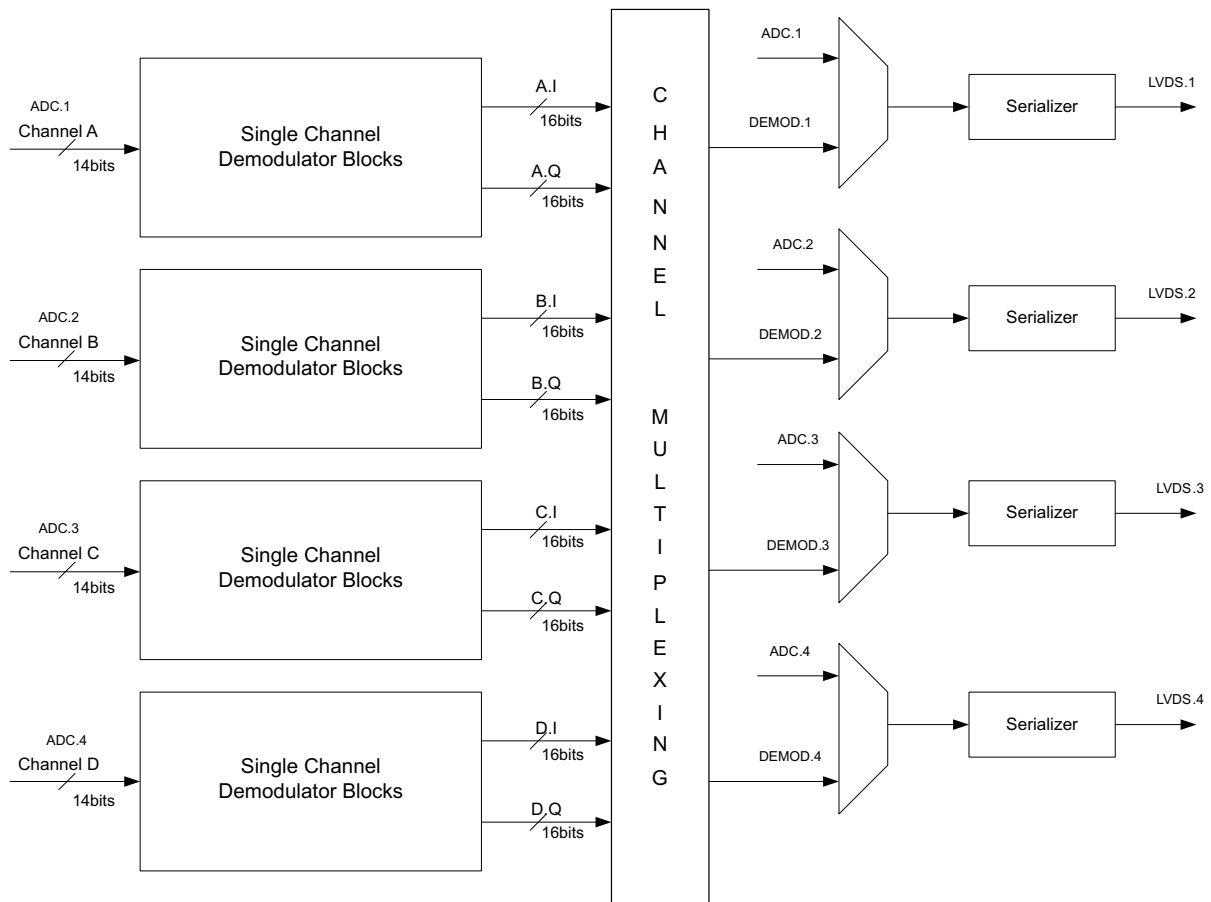 ADC.1
Channel A
14bits
Single Channel
Demodulator Blocks
A.I
16bits
A.Q
16bits
ADC.2
Channel B
14bits
Single Channel
Demodulator Blocks
B.I
16bits
B.Q
16bits
ADC.3
Channel C
14bits
Single Channel
Demodulator Blocks
C.I
16bits
C.Q
16bits
ADC.4
Channel D
14bits
Single Channel
Demodulator Blocks
D.I
16bits
D.Q
16bits
CHANNEL MULTIPLEXING
ADC.1
DEMOD.1
Serializer
LVDS.1
ADC.2
DEMOD.2
Serializer
LVDS.2
ADC.3
DEMOD.3
Serializer
LVDS.3
ADC.4
DEMOD.4
Serializer
LVDS.4